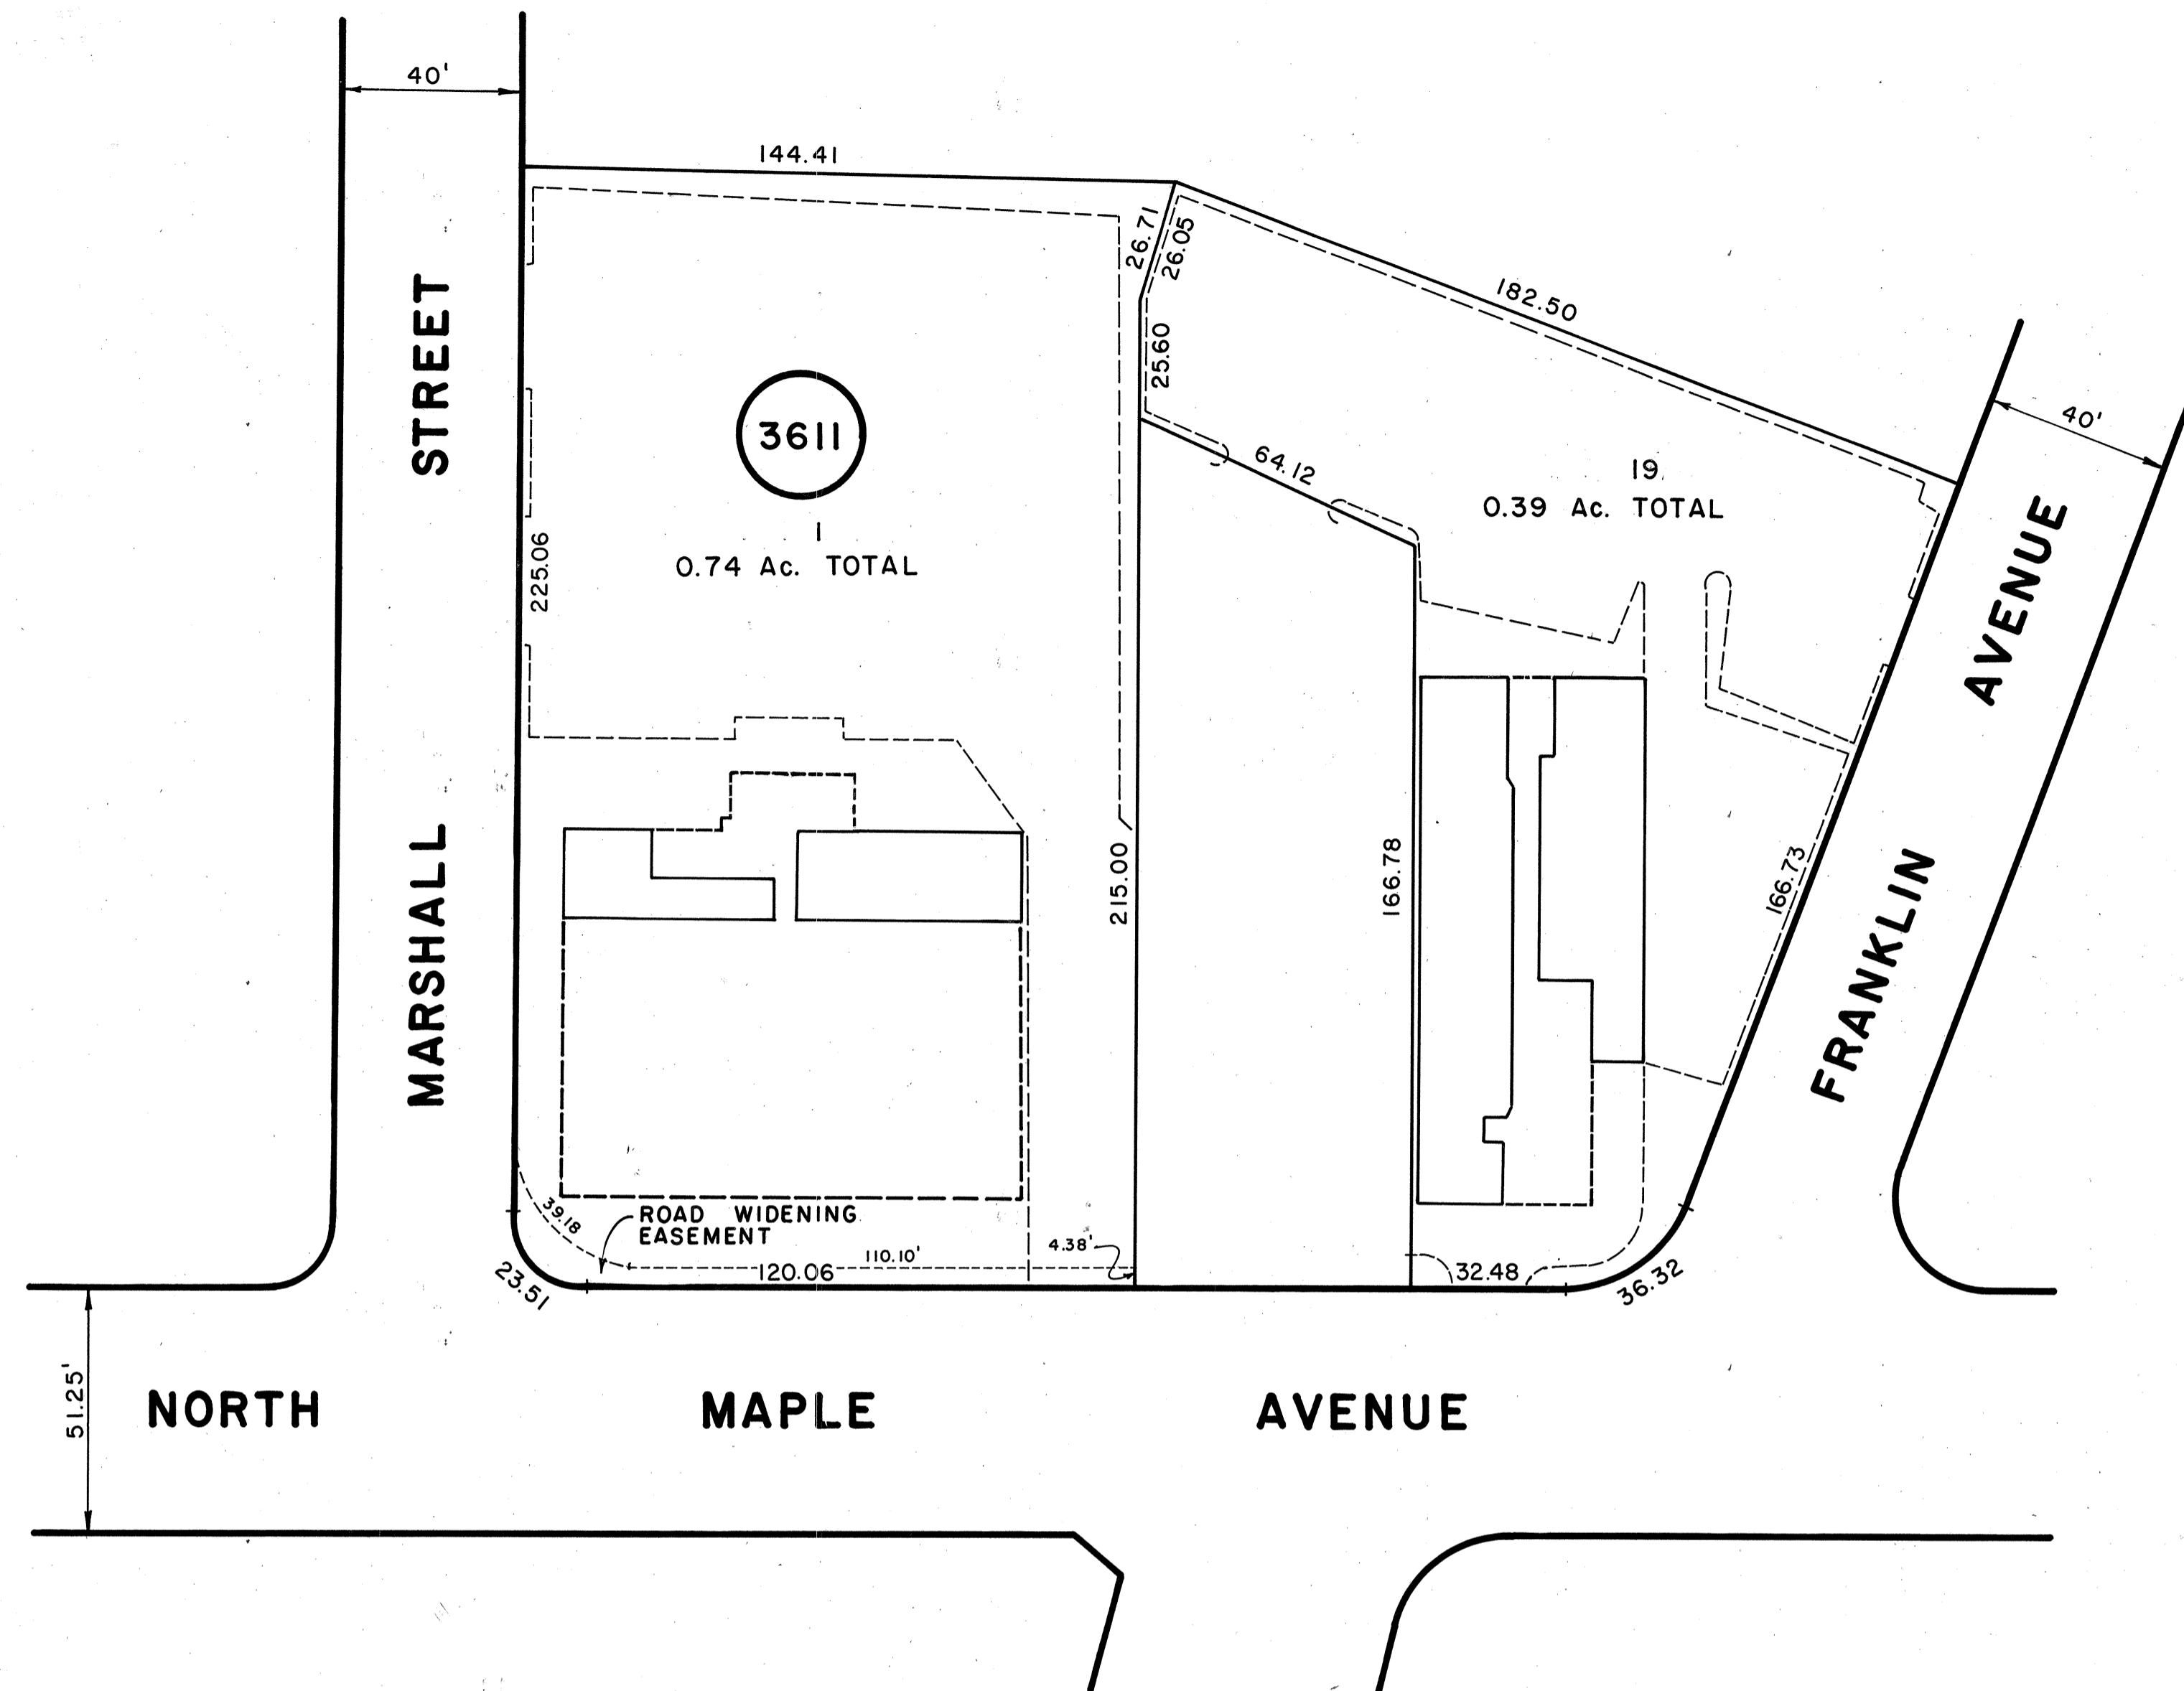 40'
144.41
26.71
26.05
182.50
25.60
40'
STREET
3611
64.12
19
0.39 Ac. TOTAL
1
0.74 Ac. TOTAL
225.06
AVENUE
MARSHALL
215.00
166.78
166.73
FRANKLIN
39.18
ROAD WIDENING
EASEMENT
110.10'
4.38'
120.06
32.48
23.51
36.32
51.25'
NORTH MAPLE AVENUE